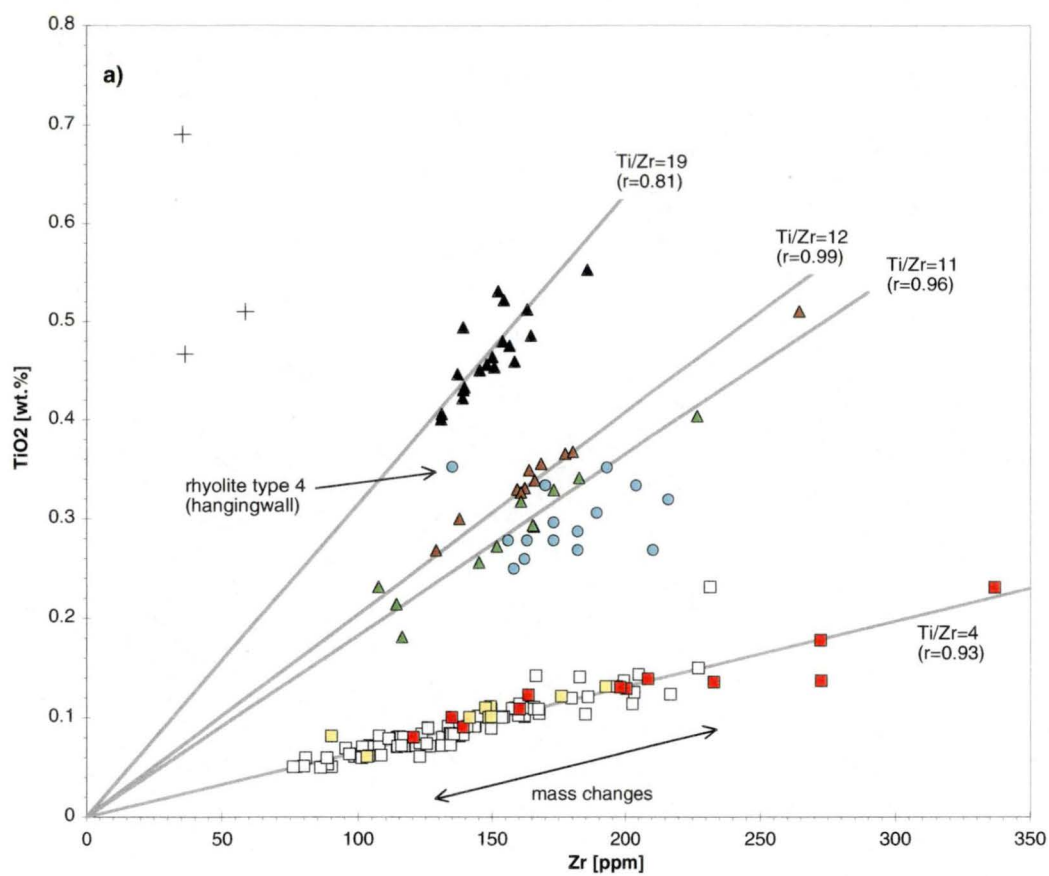 0.8
a)
0.7
Ti/Zr=19
(r=0.81)
0.6
Ti/Zr=12
(r=0.99)
Ti/Zr=11
(r=0.96)
0.5
TiO2 [wt.%]
0.4
rhyolite type 4
(hangingwall)
0.3
0.2
Ti/Zr=4
(r=0.93)
0.1
mass changes
0
0
50
100
150
200
250
300
350
Zr [ppm]